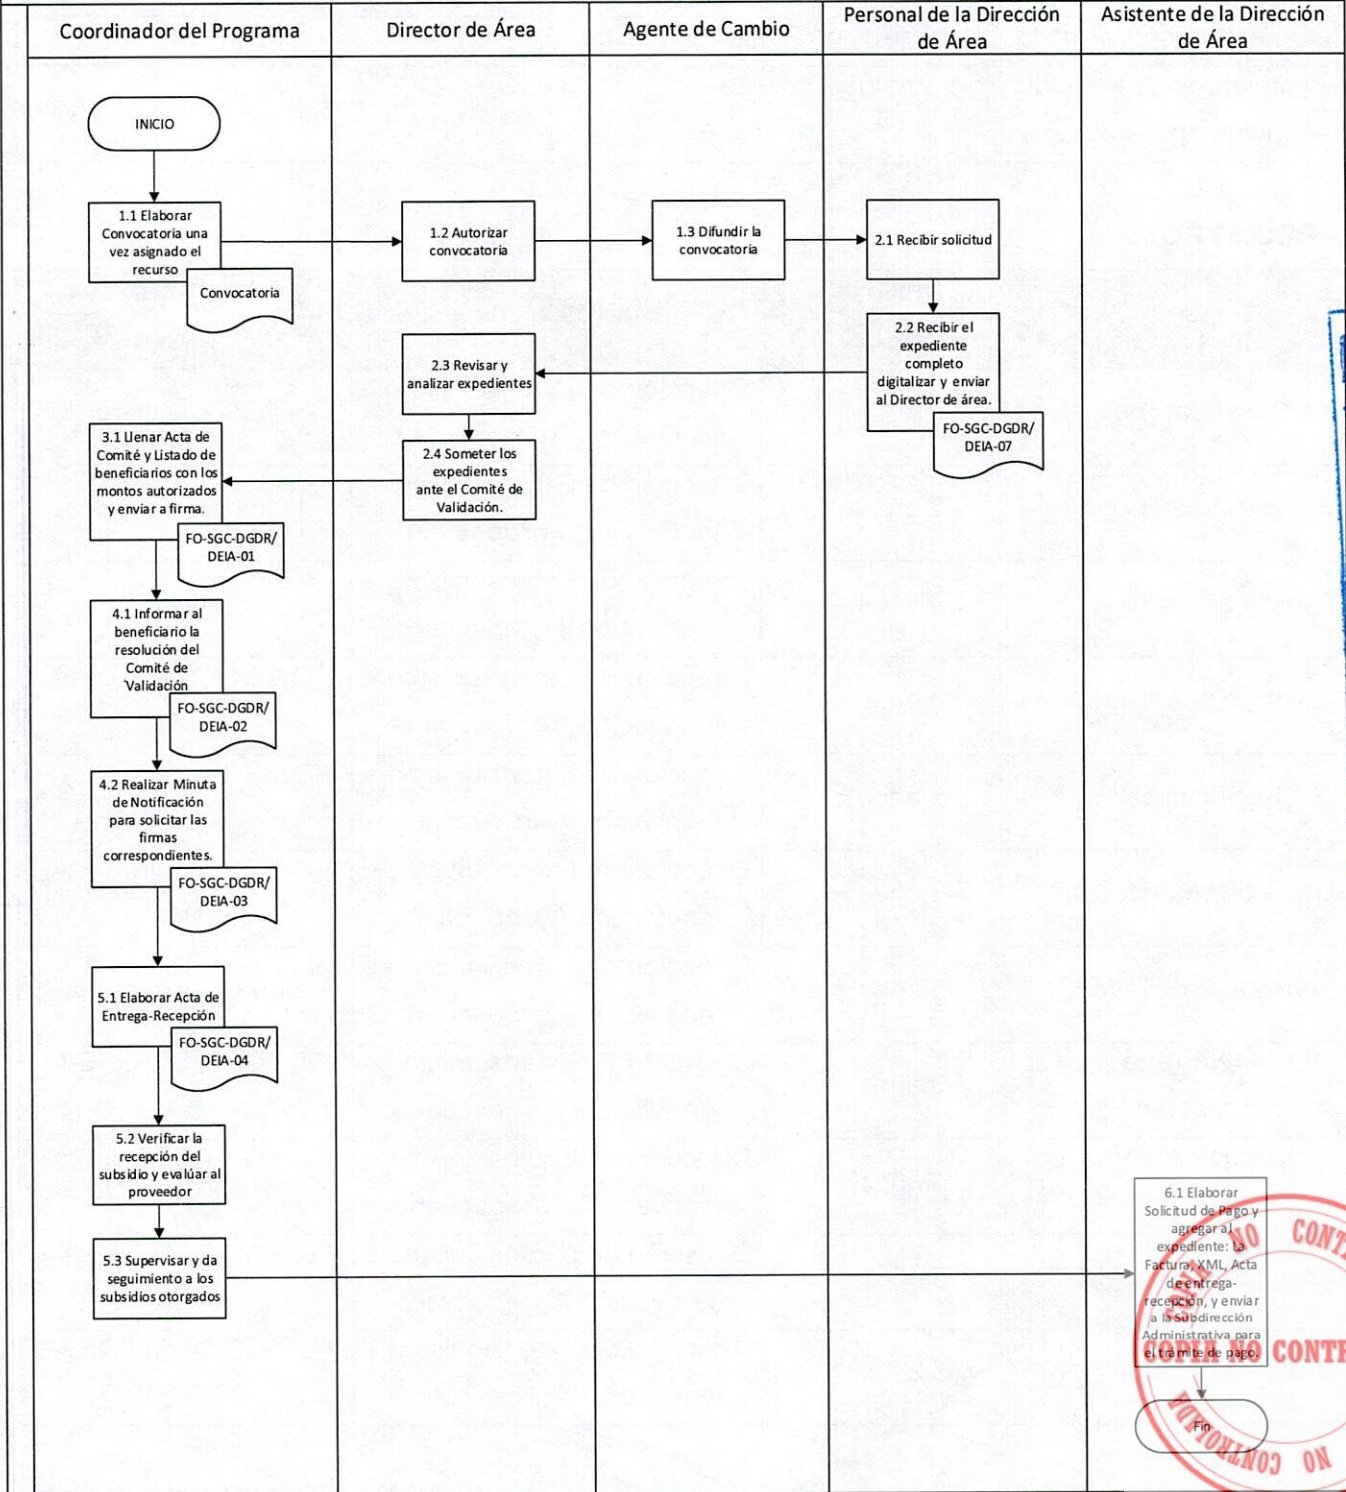 Coordinador del Programa
Director de Área
Agente de Cambio
Personal de la Dirección
de Área
Asistente de la Dirección
de Área
INICIO
1.1 Elaborar
Convocatoria una
vez asignado el
recurso
Convocatoria
1.2 Autorizar
convocatoria
1.3 Difundir la
convocatoria
2.1 Recibir solicitud
2.2 Recibir el
expediente
completo
digitalizar y enviar
al Director de área.
FO-SGC-DGDR/
DEIA-07
2.3 Revisar y
analizar expedientes
2.4 Someter los
expedientes
ante el Comité de
Validación.
3.1 Llenar Acta de
Comité y Listado de
beneficiarios con los
montos autorizados
y enviar a firma.
FO-SGC-DGDR/
DEIA-01
4.1 Informar al
beneficiario la
resolución del
Comité de
Validación
FO-SGC-DGDR/
DEIA-02
4.2 Realizar Minuta
de Notificación
para solicitar las
firmas
correspondientes.
FO-SGC-DGDR/
DEIA-03
5.1 Elaborar Acta de
Entrega-Recepción
FO-SGC-DGDR/
DEIA-04
5.2 Verificar la
recepción del
subsidio y evalúar al
proveedor
5.3 Supervisar y da
seguimiento a los
subsidios otorgados
6.1 Elaborar
Solicitud de Pago y
agregar al
expediente: La
Factura, XML, Acta
de entrega-
recepción, y enviar
a la Subdirección
Administrativa para
el trámite de pago.
Fin
COPIA NO CONT
COPIA NO CONT
NO CONTROLADA